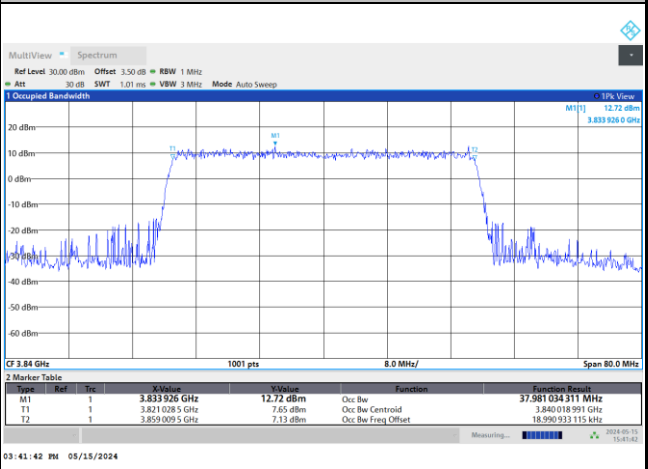 MultiView Spectrum
Ref Level 30.00 dBm Offset 3.50 dB RBW 1 MHz
Att 30 dB SWT 1.01 ms VBW 3 MHz Mode Auto Sweep
1 Occupied Bandwidth 1Pk View
M1[1] 12.72 dBm
3.833 926 0 GHz
20 dBm
M1
T1 T2
10 dBm
0 dBm
-10 dBm
-20 dBm
-30 dBm
-40 dBm
-50 dBm
-60 dBm
CF 3.84 GHz 1001 pts 8.0 MHz/ Span 80.0 MHz
2 Marker Table
Type Ref Trc X-Value Y-Value Function Function Result
M1 1 3.833 926 GHz 12.72 dBm Occ Bw 37.981 034 311 MHz
T1 1 3.821 028 5 GHz 7.65 dBm Occ Bw Centroid 3.840 018 991 GHz
T2 1 3.859 009 5 GHz 7.13 dBm Occ Bw Freq Offset 18.990 933 115 kHz
Measuring... 2024-05-15
15:41:42
03:41:42 PM 05/15/2024